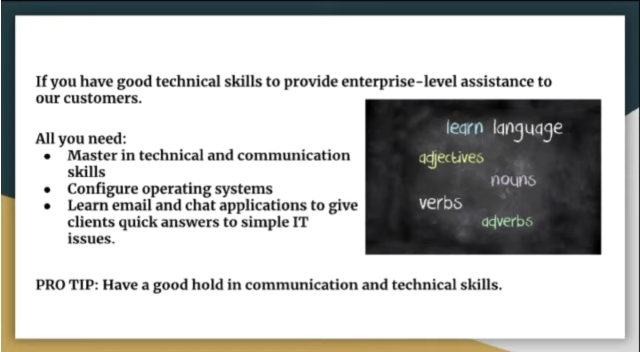 If you have good technical skills to provide enterprise-level assistance to
our customers.
All you need:
● Master in technical and communication
skills
● Configure operating systems
● Learn email and chat applications to give
clients quick answers to simple IT
issues.
learn language
adjectives
nouns
verbs
adverbs
PRO TIP: Have a good hold in communication and technical skills.